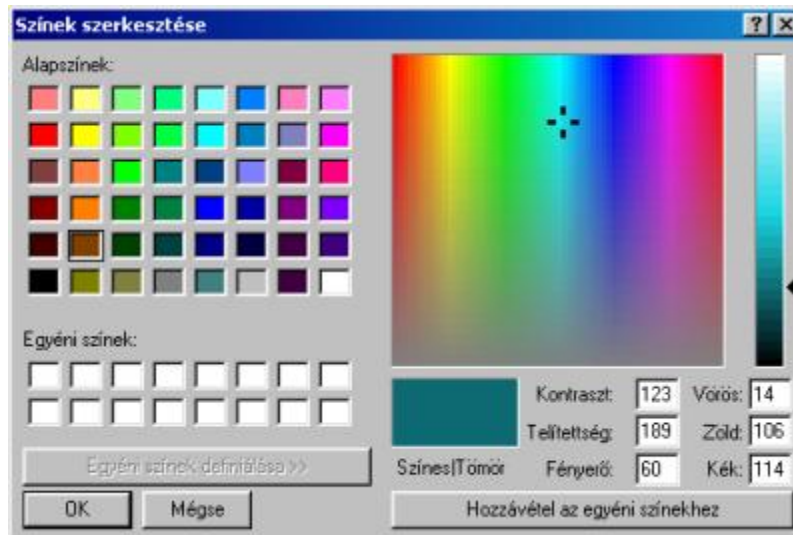 Színek szerkesztése
Alapszínek:
Egyéni színek:
Egyéni színek definiálása >>
OK
Mégse
Színes|Tömör
Kontraszt: 123
Telítettség: 189
Fényerő: 60
Vörös: 14
Zöld: 106
Kék: 114
Hozzávétel az egyéni színekhez